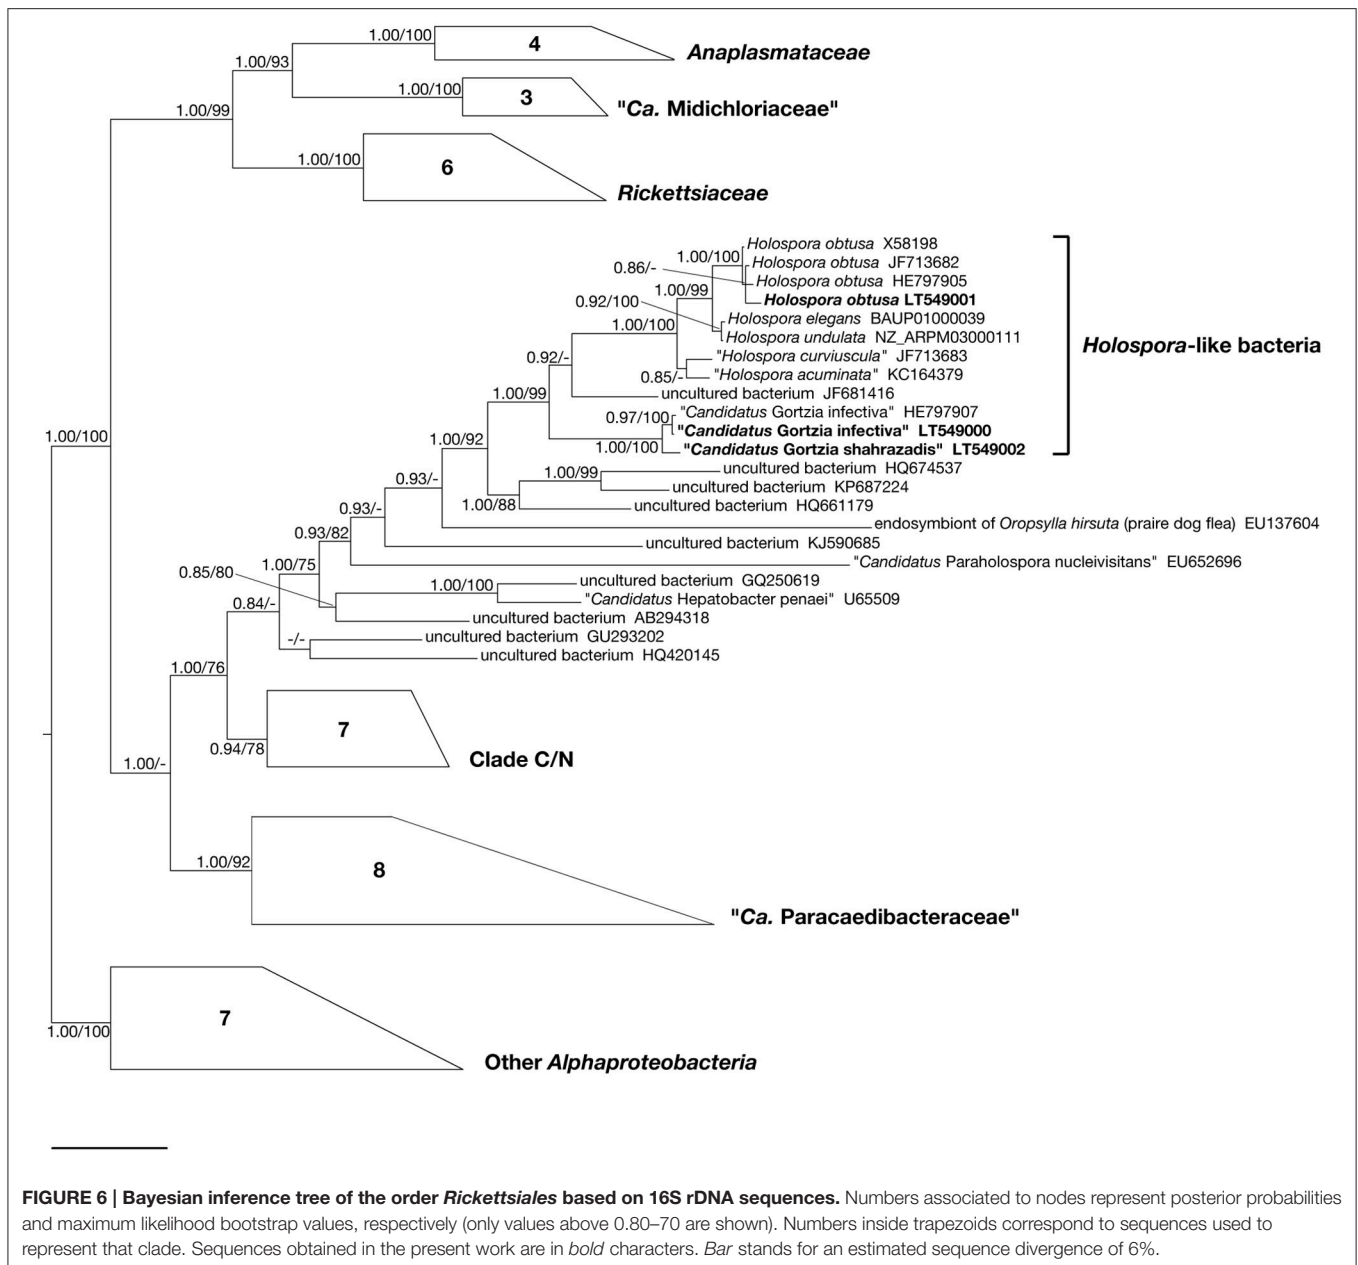 1.00/100
4
Anaplasmataceae
1.00/93
1.00/100
3
"Ca. Midichloriaceae"
1.00/99
1.00/100
6
Rickettsiaceae
Holospora obtusa X58198
1.00/100
Holospora obtusa JF713682
0.86/-
Holospora obtusa HE797905
1.00/99
Holospora obtusa LT549001
0.92/100
Holospora elegans BAUP01000039
1.00/100
Holospora undulata NZ_ARPM03000111
Holospora-like bacteria
0.92/-
"Holospora curviuscula" JF713683
0.85/-
"Holospora acuminata" KC164379
1.00/99
uncultured bacterium JF681416
"Candidatus Gortzia infectiva" HE797907
0.97/100
"Candidatus Gortzia infectiva" LT549000
1.00/100
1.00/92
1.00/100
"Candidatus Gortzia shahrazadis" LT549002
uncultured bacterium HQ674537
1.00/99
0.93/-
uncultured bacterium KP687224
1.00/88
uncultured bacterium HQ661179
0.93/-
endosymbiont of Oropsylla hirsuta (praire dog flea) EU137604
0.93/82
uncultured bacterium KJ590685
"Candidatus Paraholospora nucleivisitans" EU652696
1.00/75
0.85/80
uncultured bacterium GQ250619
1.00/100
"Candidatus Hepatobacter penaei" U65509
0.84/-
uncultured bacterium AB294318
-/-
uncultured bacterium GU293202
uncultured bacterium HQ420145
1.00/76
7
0.94/78
Clade C/N
1.00/-
1.00/92
8
"Ca. Paracaedibacteraceae"
7
1.00/100
Other Alphaproteobacteria
FIGURE 6 | Bayesian inference tree of the order Rickettsiales based on 16S rDNA sequences. Numbers associated to nodes represent posterior probabilities
and maximum likelihood bootstrap values, respectively (only values above 0.80–70 are shown). Numbers inside trapezoids correspond to sequences used to
represent that clade. Sequences obtained in the present work are in bold characters. Bar stands for an estimated sequence divergence of 6%.